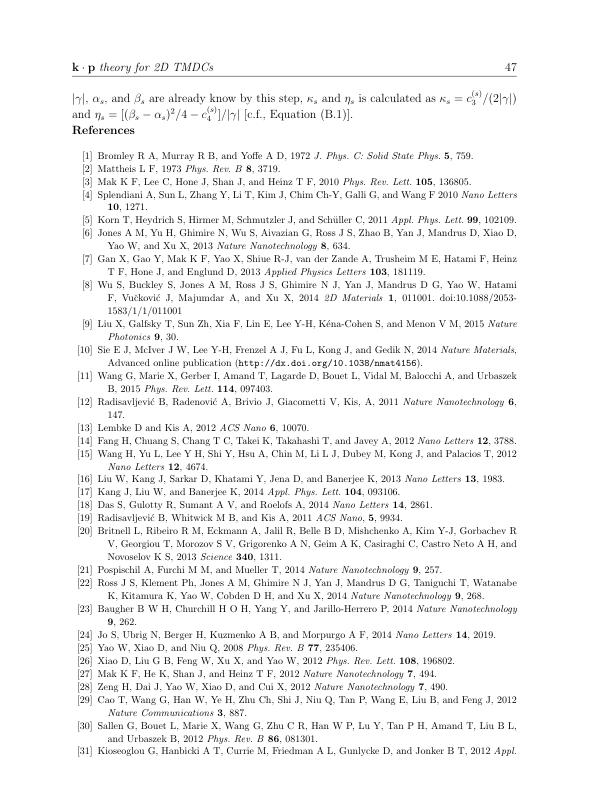 k · p theory for 2D TMDCs 47
|γ|, αs, and βs are already know by this step, κs and ηs is calculated as κs = c3^(s)/(2|γ|)
and ηs = [(βs − αs)²/4 − c4^(s)]/|γ| [c.f., Equation (B.1)].
References
[1] Bromley R A, Murray R B, and Yoffe A D, 1972 J. Phys. C: Solid State Phys. 5, 759.
[2] Mattheis L F, 1973 Phys. Rev. B 8, 3719.
[3] Mak K F, Lee C, Hone J, Shan J, and Heinz T F, 2010 Phys. Rev. Lett. 105, 136805.
[4] Splendiani A, Sun L, Zhang Y, Li T, Kim J, Chim Ch-Y, Galli G, and Wang F 2010 Nano Letters
10, 1271.
[5] Korn T, Heydrich S, Hirmer M, Schmutzler J, and Schüller C, 2011 Appl. Phys. Lett. 99, 102109.
[6] Jones A M, Yu H, Ghimire N, Wu S, Aivazian G, Ross J S, Zhao B, Yan J, Mandrus D, Xiao D,
Yao W, and Xu X, 2013 Nature Nanotechnology 8, 634.
[7] Gan X, Gao Y, Mak K F, Yao X, Shiue R-J, van der Zande A, Trusheim M E, Hatami F, Heinz
T F, Hone J, and Englund D, 2013 Applied Physics Letters 103, 181119.
[8] Wu S, Buckley S, Jones A M, Ross J S, Ghimire N J, Yan J, Mandrus D G, Yao W, Hatami
F, Vučković J, Majumdar A, and Xu X, 2014 2D Materials 1, 011001. doi:10.1088/2053-
1583/1/1/011001
[9] Liu X, Galfsky T, Sun Zh, Xia F, Lin E, Lee Y-H, Kéna-Cohen S, and Menon V M, 2015 Nature
Photonics 9, 30.
[10] Sie E J, McIver J W, Lee Y-H, Frenzel A J, Fu L, Kong J, and Gedik N, 2014 Nature Materials,
Advanced online publication (http://dx.doi.org/10.1038/nmat4156).
[11] Wang G, Marie X, Gerber I, Amand T, Lagarde D, Bouet L, Vidal M, Balocchi A, and Urbaszek
B, 2015 Phys. Rev. Lett. 114, 097403.
[12] Radisavljević B, Radenović A, Brivio J, Giacometti V, Kis, A, 2011 Nature Nanotechnology 6,
147.
[13] Lembke D and Kis A, 2012 ACS Nano 6, 10070.
[14] Fang H, Chuang S, Chang T C, Takei K, Takahashi T, and Javey A, 2012 Nano Letters 12, 3788.
[15] Wang H, Yu L, Lee Y H, Shi Y, Hsu A, Chin M, Li L J, Dubey M, Kong J, and Palacios T, 2012
Nano Letters 12, 4674.
[16] Liu W, Kang J, Sarkar D, Khatami Y, Jena D, and Banerjee K, 2013 Nano Letters 13, 1983.
[17] Kang J, Liu W, and Banerjee K, 2014 Appl. Phys. Lett. 104, 093106.
[18] Das S, Gulotty R, Sumant A V, and Roelofs A, 2014 Nano Letters 14, 2861.
[19] Radisavljević B, Whitwick M B, and Kis A, 2011 ACS Nano, 5, 9934.
[20] Britnell L, Ribeiro R M, Eckmann A, Jalil R, Belle B D, Mishchenko A, Kim Y-J, Gorbachev R
V, Georgiou T, Morozov S V, Grigorenko A N, Geim A K, Casiraghi C, Castro Neto A H, and
Novoselov K S, 2013 Science 340, 1311.
[21] Pospischil A, Furchi M M, and Mueller T, 2014 Nature Nanotechnology 9, 257.
[22] Ross J S, Klement Ph, Jones A M, Ghimire N J, Yan J, Mandrus D G, Taniguchi T, Watanabe
K, Kitamura K, Yao W, Cobden D H, and Xu X, 2014 Nature Nanotechnology 9, 268.
[23] Baugher B W H, Churchill H O H, Yang Y, and Jarillo-Herrero P, 2014 Nature Nanotechnology
9, 262.
[24] Jo S, Ubrig N, Berger H, Kuzmenko A B, and Morpurgo A F, 2014 Nano Letters 14, 2019.
[25] Yao W, Xiao D, and Niu Q, 2008 Phys. Rev. B 77, 235406.
[26] Xiao D, Liu G B, Feng W, Xu X, and Yao W, 2012 Phys. Rev. Lett. 108, 196802.
[27] Mak K F, He K, Shan J, and Heinz T F, 2012 Nature Nanotechnology 7, 494.
[28] Zeng H, Dai J, Yao W, Xiao D, and Cui X, 2012 Nature Nanotechnology 7, 490.
[29] Cao T, Wang G, Han W, Ye H, Zhu Ch, Shi J, Niu Q, Tan P, Wang E, Liu B, and Feng J, 2012
Nature Communications 3, 887.
[30] Sallen G, Bouet L, Marie X, Wang G, Zhu C R, Han W P, Lu Y, Tan P H, Amand T, Liu B L,
and Urbaszek B, 2012 Phys. Rev. B 86, 081301.
[31] Kioseoglou G, Hanbicki A T, Currie M, Friedman A L, Gunlycke D, and Jonker B T, 2012 Appl.